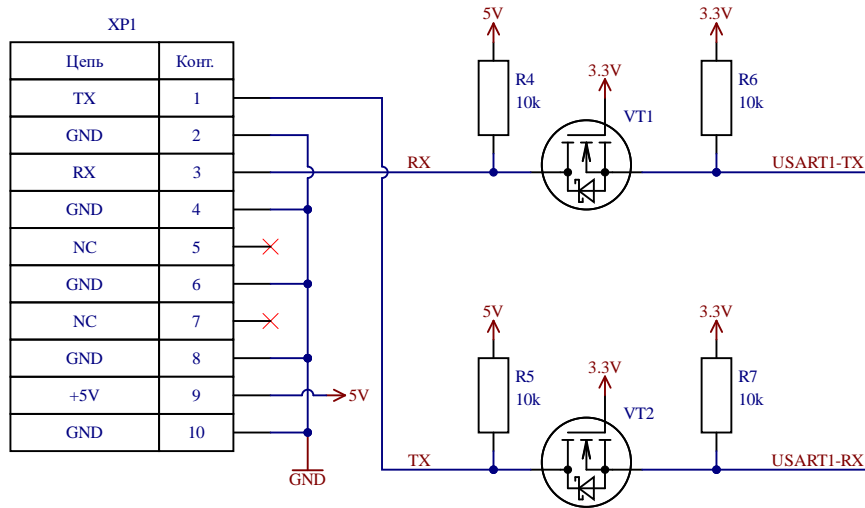 XP1
Цепь Конт.
TX 1
GND 2
RX 3
GND 4
NC 5
GND 6
NC 7
GND 8
+5V 9
GND 10
5V
GND
RX
TX
5V
R4
10k
3.3V
VT1
3.3V
R6
10k
USART1-TX
5V
R5
10k
3.3V
VT2
3.3V
R7
10k
USART1-RX